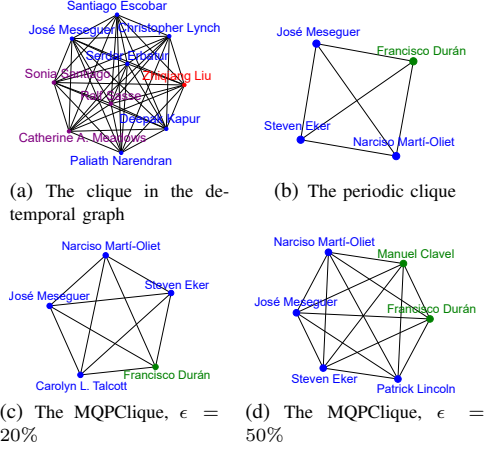 Santiago Escobar
José Meseguer
Christopher Lynch
Serdar Erbatur
Sonia Santiago
Zhiqiang Liu
Ralf Sasse
Deepak Kapur
Catherine A. Meadows
Paliath Narendran
(a) The clique in the de-
temporal graph
José Meseguer
Francisco Durán
Steven Eker
Narciso Martí-Oliet
(b) The periodic clique
Narciso Martí-Oliet
Steven Eker
José Meseguer
Francisco Durán
Carolyn L. Talcott
(c) The MQPClique, ϵ =
20%
Narciso Martí-Oliet
Manuel Clavel
José Meseguer
Francisco Durán
Steven Eker
Patrick Lincoln
(d) The MQPClique, ϵ =
50%